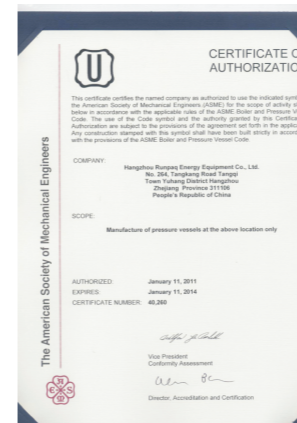 U
CERTIFICATE O
AUTHORIZATIO
This certificate certifies the named company as authorized to use the indicated sym
the American Society of Mechanical Engineers (ASME) for the scope of activity s
below in accordance with the applicable rules of the ASME Boiler and Pressure V
Code. The use of the Code symbol and the authority granted by this Certifica
Authorization are subject to the provisions of the agreement set forth in the applic
Any construction stamped with this symbol shall have been built strictly in accord
with the provisions of the ASME Boiler and Pressure Vessel Code.
COMPANY:
Hangzhou Runpaq Energy Equipment Co., Ltd.
No. 264, Tangkang Road Tangqi
Town Yuhang District Hangzhou
Zhejiang Province 311106
People's Republic of China
SCOPE:
Manufacture of pressure vessels at the above location only
AUTHORIZED: January 11, 2011
EXPIRES: January 11, 2014
CERTIFICATE NUMBER: 40,260
Vice President
Conformity Assessment
Director, Accreditation and Certification
The American Society of Mechanical Engineers